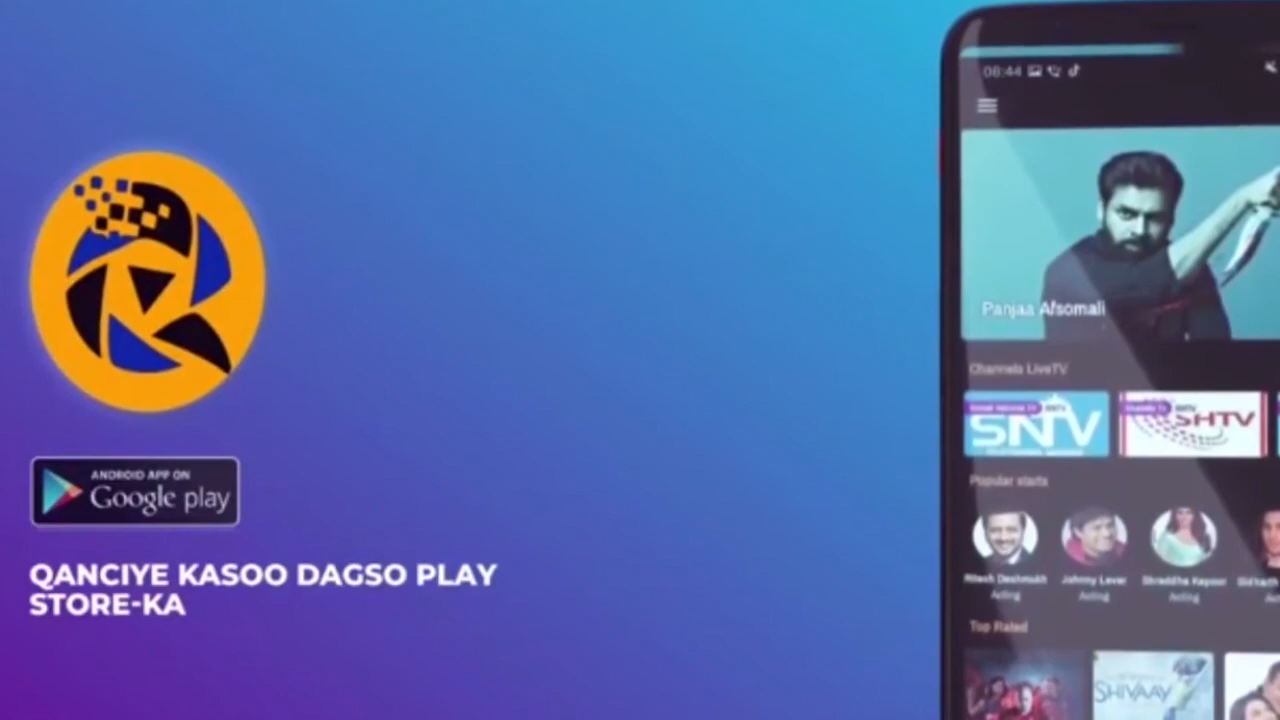 ANDROID APP ON
Google play
QANCIYE KASOO DAGSO PLAY
STORE-KA
08:44
Panjaa Afsomali
Channels LiveTV
SNTV
SHTV
Popular starts
Riteish Deshmukh
Acting
Johnny Lever
Acting
Shraddha Kapoor
Acting
Top Rated
SHIVAAY